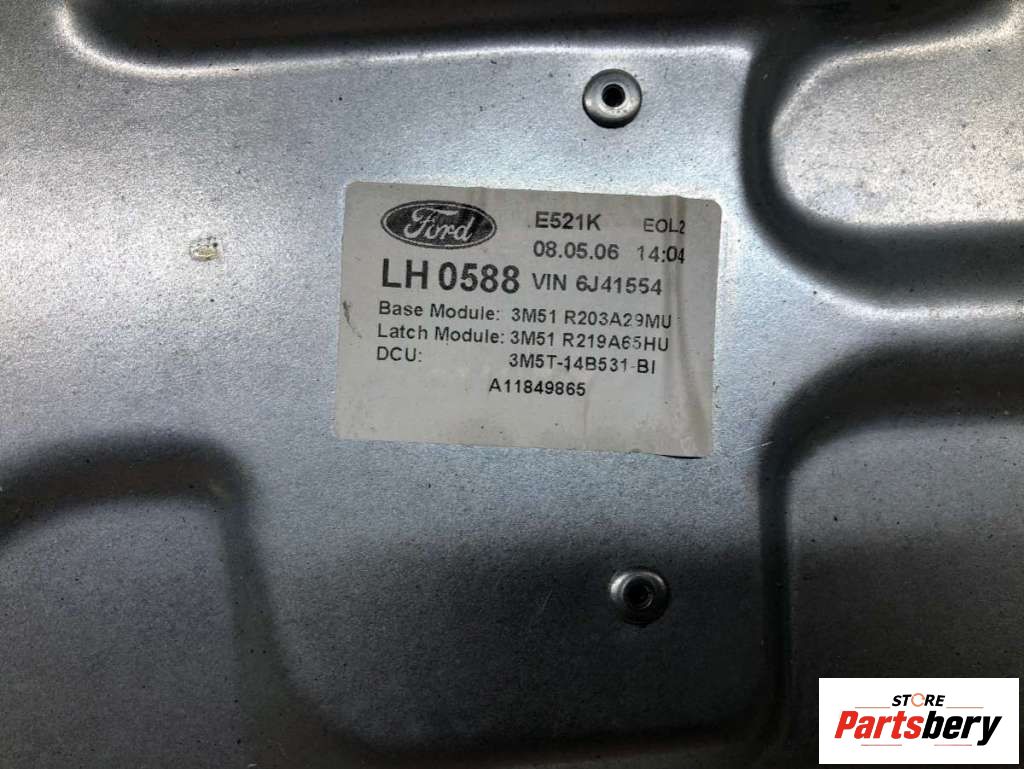 Ford
E521K EOL2
08.05.06 14:04
LH 0588 VIN 6J41554
Base Module: 3M51 R203A29MU
Latch Module: 3M51 R219A65HU
DCU: 3M5T-14B531-BI
A11849865
STORE
Partsbery